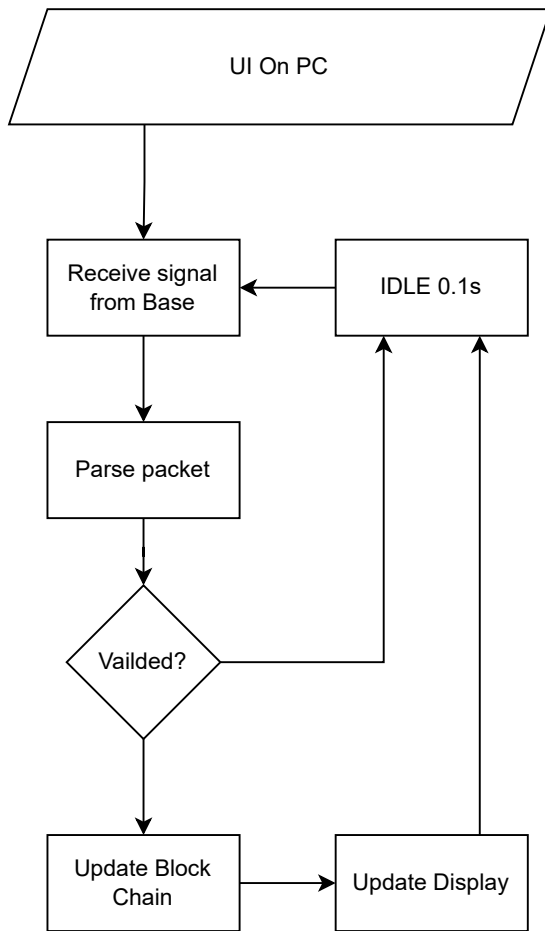 UI On PC
Receive signal
from Base
IDLE 0.1s
Parse packet
Vailded?
Update Block
Chain
Update Display